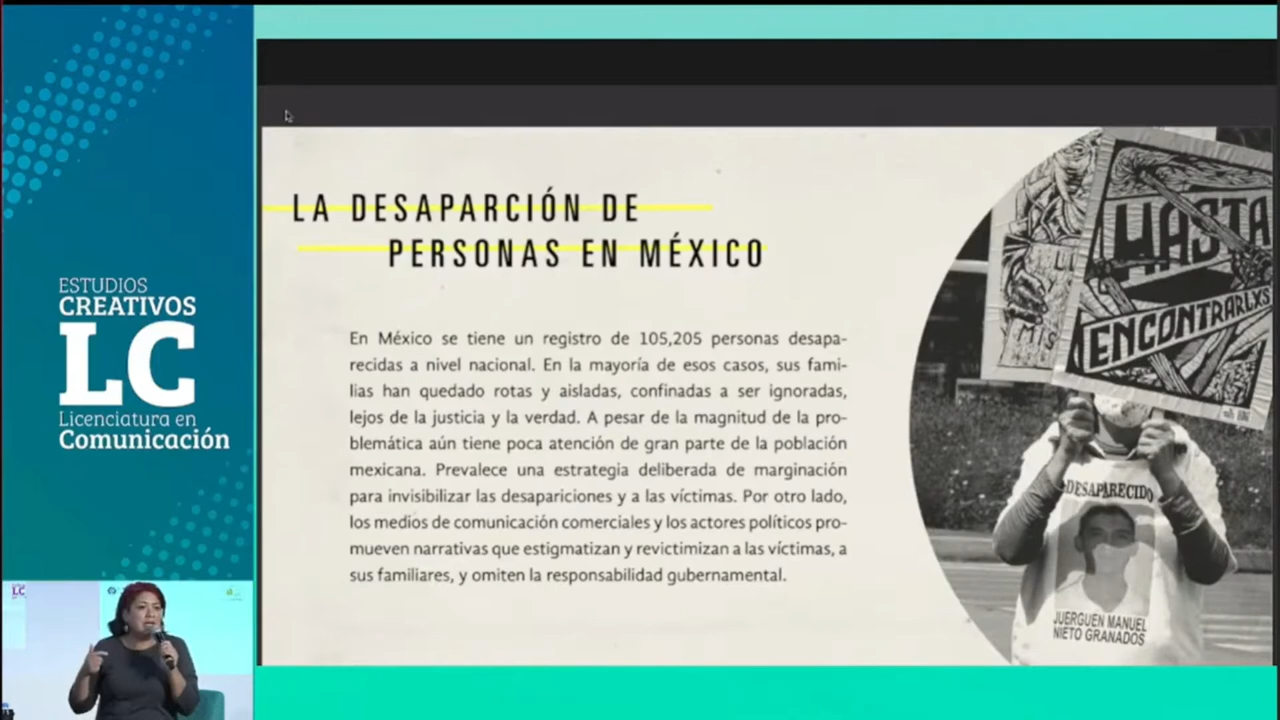 ESTUDIOS
CREATIVOS
LC
Licenciatura en
Comunicación
LA DESAPARCIÓN DE
PERSONAS EN MÉXICO
En México se tiene un registro de 105,205 personas desapa-
recidas a nivel nacional. En la mayoría de esos casos, sus fami-
lias han quedado rotas y aisladas, confinadas a ser ignoradas,
lejos de la justicia y la verdad. A pesar de la magnitud de la pro-
blemática aún tiene poca atención de gran parte de la población
mexicana. Prevalece una estrategia deliberada de marginación
para invisibilizar las desapariciones y a las víctimas. Por otro lado,
los medios de comunicación comerciales y los actores políticos pro-
mueven narrativas que estigmatizan y revictimizan a las víctimas, a
sus familiares, y omiten la responsabilidad gubernamental.
HASTA
ENCONTRARLXS
DESAPARECIDO
JUERGUEN MANUEL
NIETO GRANADOS
LC